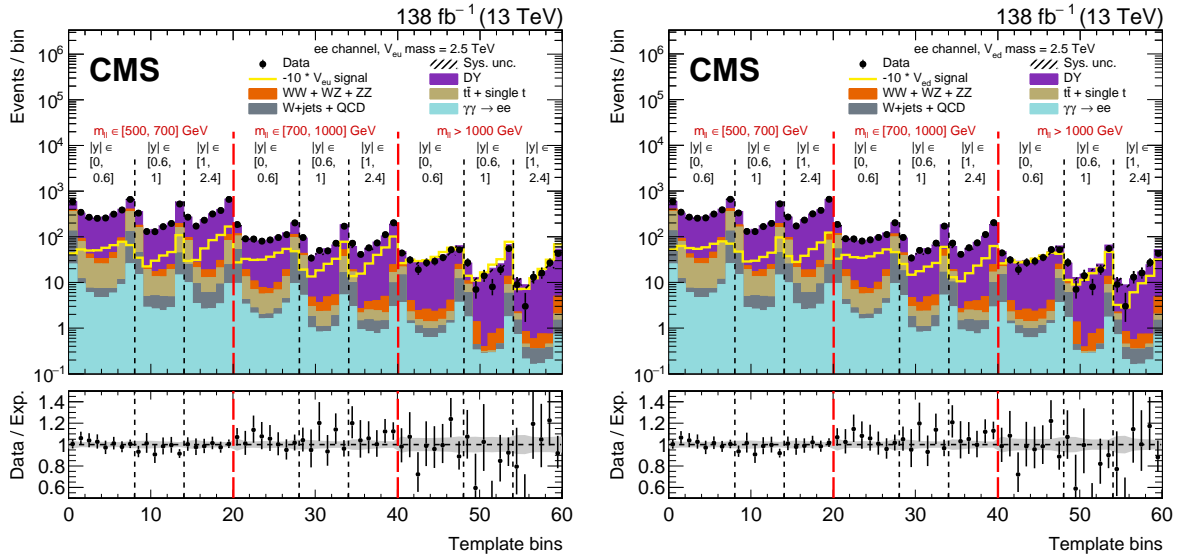 138 fb⁻¹ (13 TeV)
Events / bin
10⁶
10⁵
10⁴
10³
10²
10
1
10⁻¹
CMS
ee channel, V_eu mass = 2.5 TeV
Data
Sys. unc.
-10 * V_eu signal
DY
WW + WZ + ZZ
tt̄ + single t
W+jets + QCD
γγ → ee
m_ll ∈ [500, 700] GeV
m_ll ∈ [700, 1000] GeV
m_ll > 1000 GeV
|y| ∈ [0, 0.6]
|y| ∈ [0.6, 1]
|y| ∈ [1, 2.4]
|y| ∈ [0, 0.6]
|y| ∈ [0.6, 1]
|y| ∈ [1, 2.4]
|y| ∈ [0, 0.6]
|y| ∈ [0.6, 1]
|y| ∈ [1, 2.4]
Data / Exp.
1.4
1.2
1.0
0.8
0.6
0 10 20 30 40 50 60
Template bins
138 fb⁻¹ (13 TeV)
Events / bin
10⁶
10⁵
10⁴
10³
10²
10
1
10⁻¹
CMS
ee channel, V_ed mass = 2.5 TeV
Data
Sys. unc.
-10 * V_ed signal
DY
WW + WZ + ZZ
tt̄ + single t
W+jets + QCD
γγ → ee
m_ll ∈ [500, 700] GeV
m_ll ∈ [700, 1000] GeV
m_ll > 1000 GeV
|y| ∈ [0, 0.6]
|y| ∈ [0.6, 1]
|y| ∈ [1, 2.4]
|y| ∈ [0, 0.6]
|y| ∈ [0.6, 1]
|y| ∈ [1, 2.4]
|y| ∈ [0, 0.6]
|y| ∈ [0.6, 1]
|y| ∈ [1, 2.4]
Data / Exp.
1.4
1.2
1.0
0.8
0.6
0 10 20 30 40 50 60
Template bins